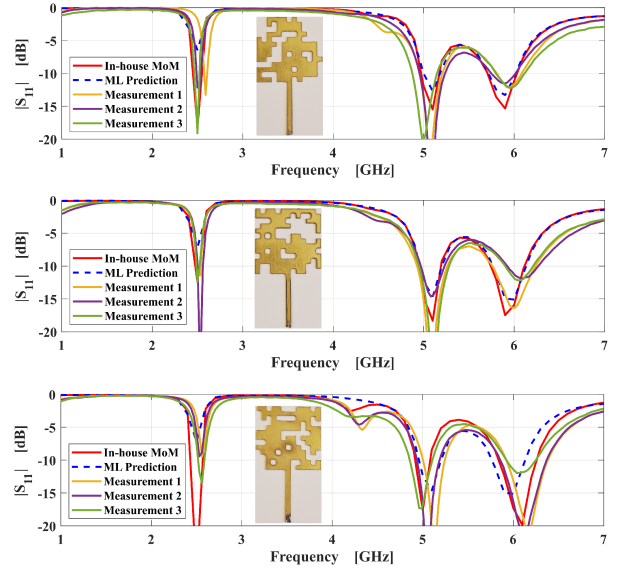 0
-5
-10
-15
-20
|S11| [dB]
In-house MoM
ML Prediction
Measurement 1
Measurement 2
Measurement 3
1 2 3 4 5 6 7
Frequency [GHz]
0
-5
-10
-15
-20
|S11| [dB]
In-house MoM
ML Prediction
Measurement 1
Measurement 2
Measurement 3
1 2 3 4 5 6 7
Frequency [GHz]
0
-5
-10
-15
-20
|S11| [dB]
In-house MoM
ML Prediction
Measurement 1
Measurement 2
Measurement 3
1 2 3 4 5 6 7
Frequency [GHz]